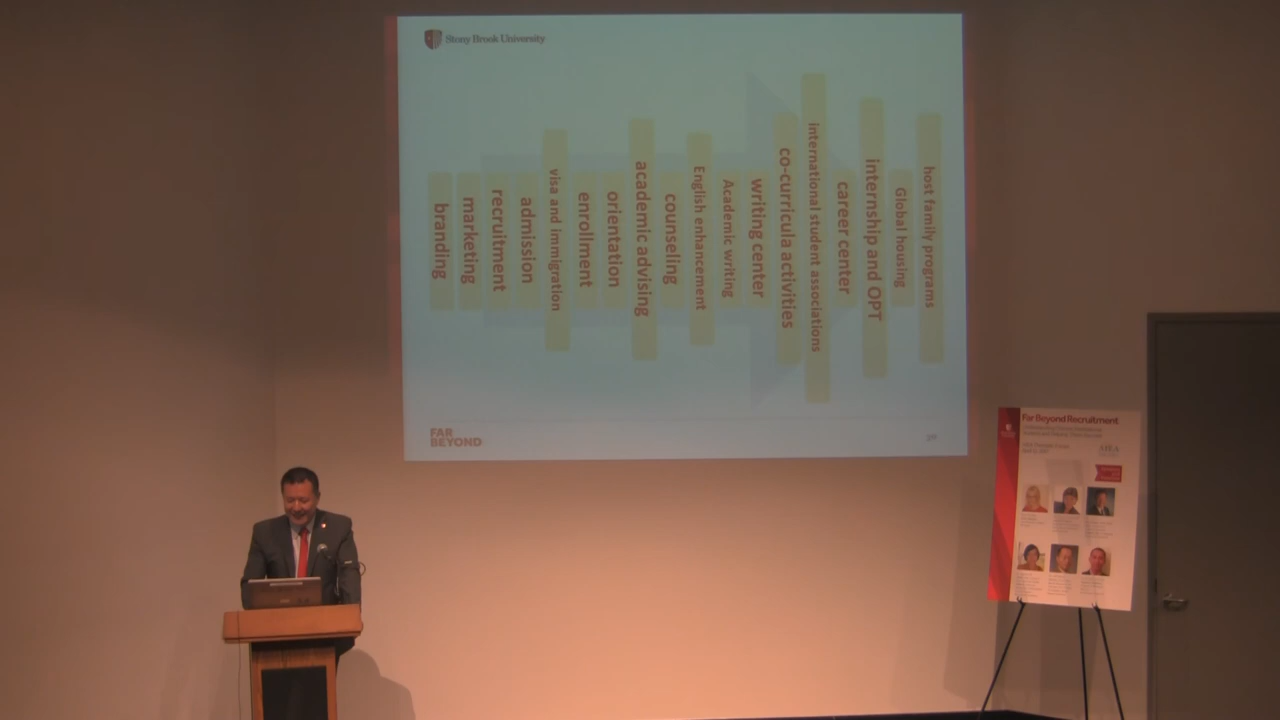 Stony Brook University
branding
marketing
recruitment
admission
visa and immigration
enrollment
orientation
academic advising
counseling
English enhancement
Academic writing
writing center
co-curricula activities
international student associations
career center
internship and OPT
Global housing
host family programs
FAR
BEYOND
Far Beyond Recruitment